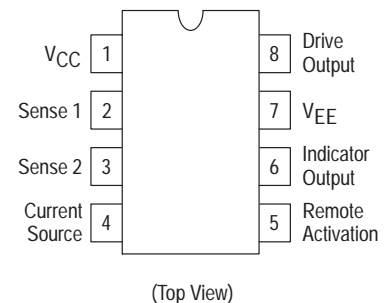 VCC 1
Sense 1 2
Sense 2 3
Current
Source 4
8 Drive
Output
7 VEE
6 Indicator
Output
5 Remote
Activation
(Top View)